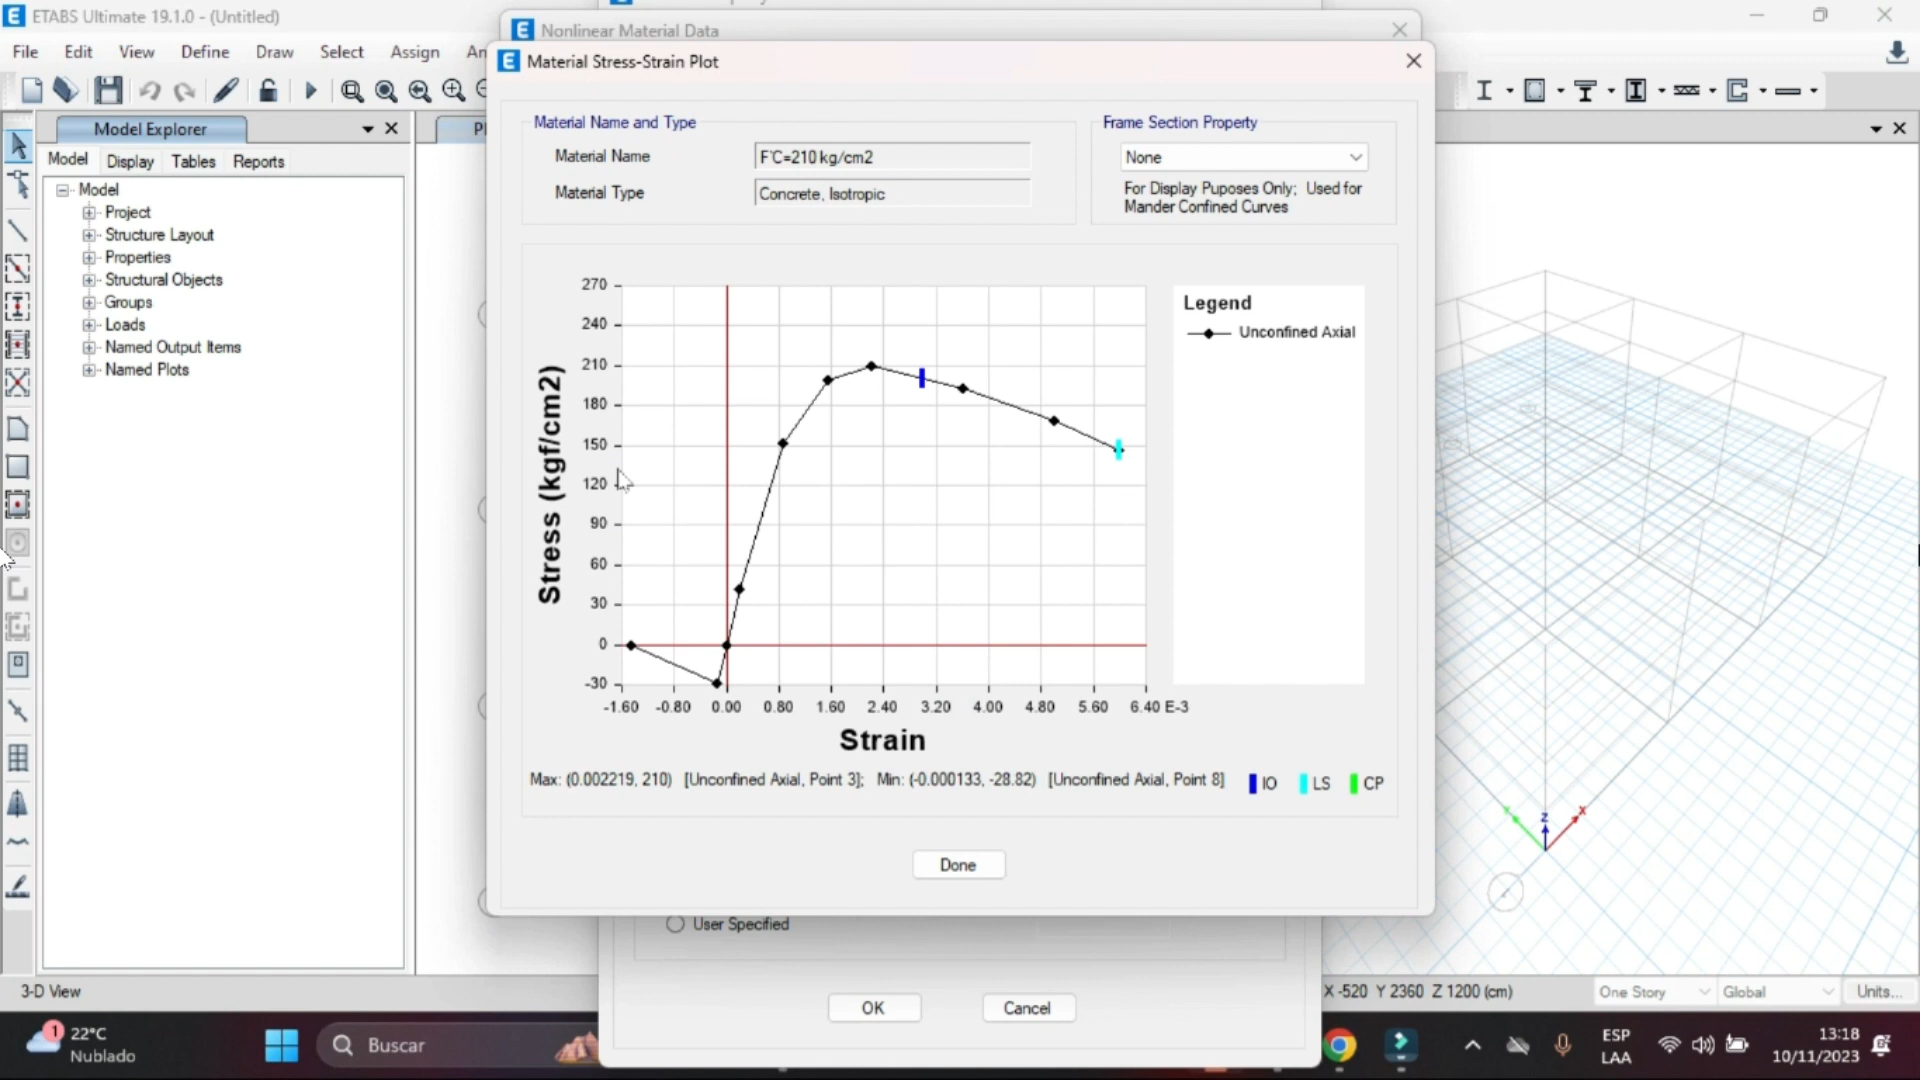 ETABS Ultimate 19.1.0 - (Untitled)
File Edit View Define Draw Select Assign
Nonlinear Material Data
Material Stress-Strain Plot
Model Explorer
Model Display Tables Reports
Model
Project
Structure Layout
Properties
Structural Objects
Groups
Loads
Named Output Items
Named Plots
Material Name and Type
Material Name F'C=210 kg/cm2
Material Type Concrete, Isotropic
Frame Section Property
None
For Display Puposes Only; Used for
Mander Confined Curves
270
240
210
180
150
120
90
60
30
0
-30
Stress (kgf/cm2)
-1.60 -0.80 0.00 0.80 1.60 2.40 3.20 4.00 4.80 5.60 6.40 E-3
Strain
Legend
Unconfined Axial
Max: (0.002219, 210) [Unconfined Axial, Point 3]; Min: (-0.000133, -28.82) [Unconfined Axial, Point 8]
IO LS CP
Done
User Specified
OK Cancel
3-D View
X -520 Y 2360 Z 1200 (cm)
One Story Global Units...
1 22°C
Nublado
Buscar
ESP
LAA
13:18
10/11/2023